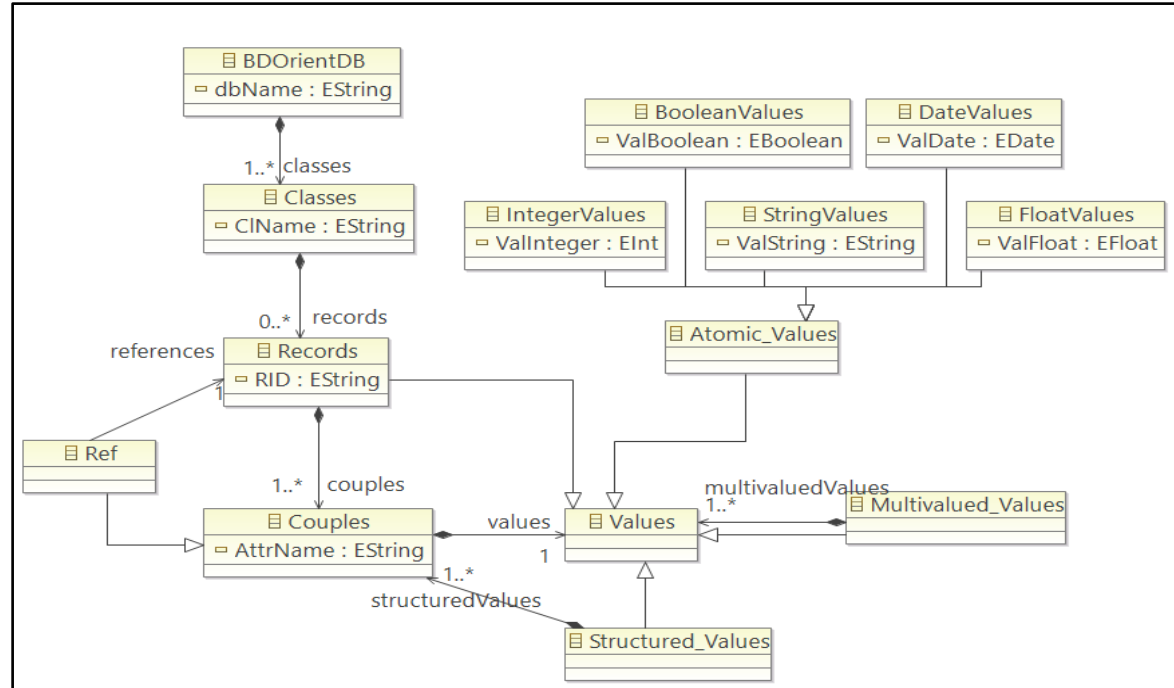 BDOrientDB
dbName : EString
1..* classes
Classes
ClName : EString
0..* records
references
Records
RID : EString
1
Ref
1..* couples
Couples
AttrName : EString
values
1
1..*
structuredValues
Structured_Values
Values
multivaluedValues
1..*
Multivalued_Values
Atomic_Values
BooleanValues
ValBoolean : EBoolean
DateValues
ValDate : EDate
IntegerValues
ValInteger : EInt
StringValues
ValString : EString
FloatValues
ValFloat : EFloat